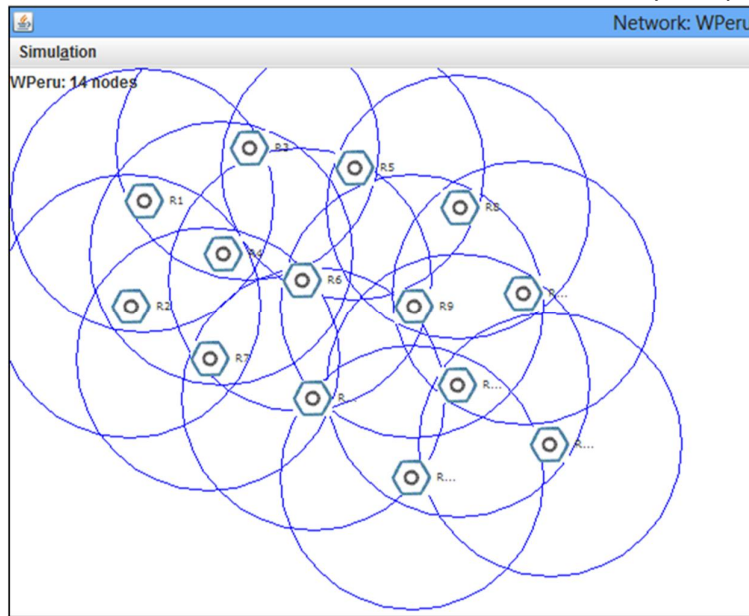 Network: WPeru
Simulation
WPeru: 14 nodes
R3
R5
R1
R8
R4
R6
R...
R2
R9
R7
R...
R...
R...
R...